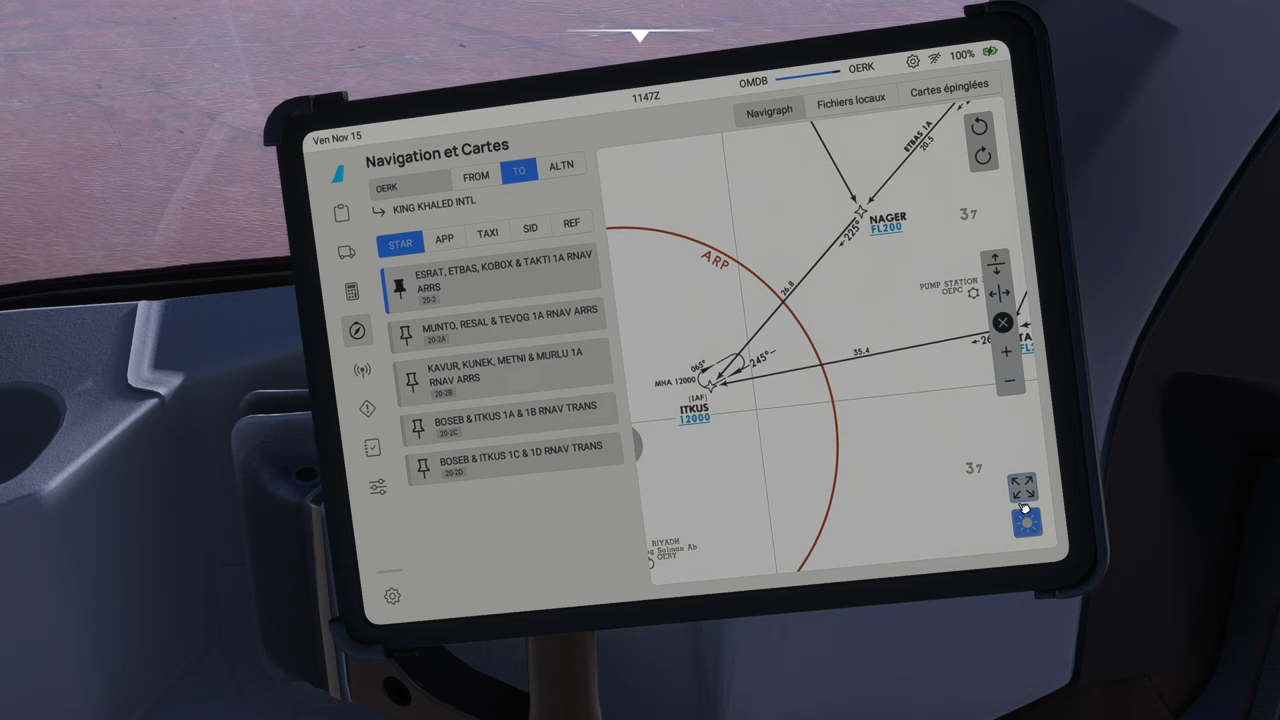 Ven Nov 15
1147Z
OMDB
OERK
100%
Navigation et Cartes
Navigraph
Fichiers locaux
Cartes épinglées
OERK
FROM
TO
ALTN
KING KHALED INTL
STAR
APP
TAXI
SID
REF
ESRAT, ETBAS, KOBOX & TAKTI 1A RNAV
ARRS
20-2
MUNTO, RESAL & TEVOG 1A RNAV ARRS
20-2A
KAVUR, KUNEK, METNI & MURLU 1A
RNAV ARRS
20-2B
BOSEB & ITKUS 1A & 1B RNAV TRANS
20-2C
BOSEB & ITKUS 1C & 1D RNAV TRANS
20-2D
ETBAS 1A
20.5
NAGER
FL200
225°
37
ARP
26.8
PUMP STATION
OEPC
35.4
245°
065°
MHA 12000
(IAF)
ITKUS
12000
37
RIYADH
Salman Ab
OERY